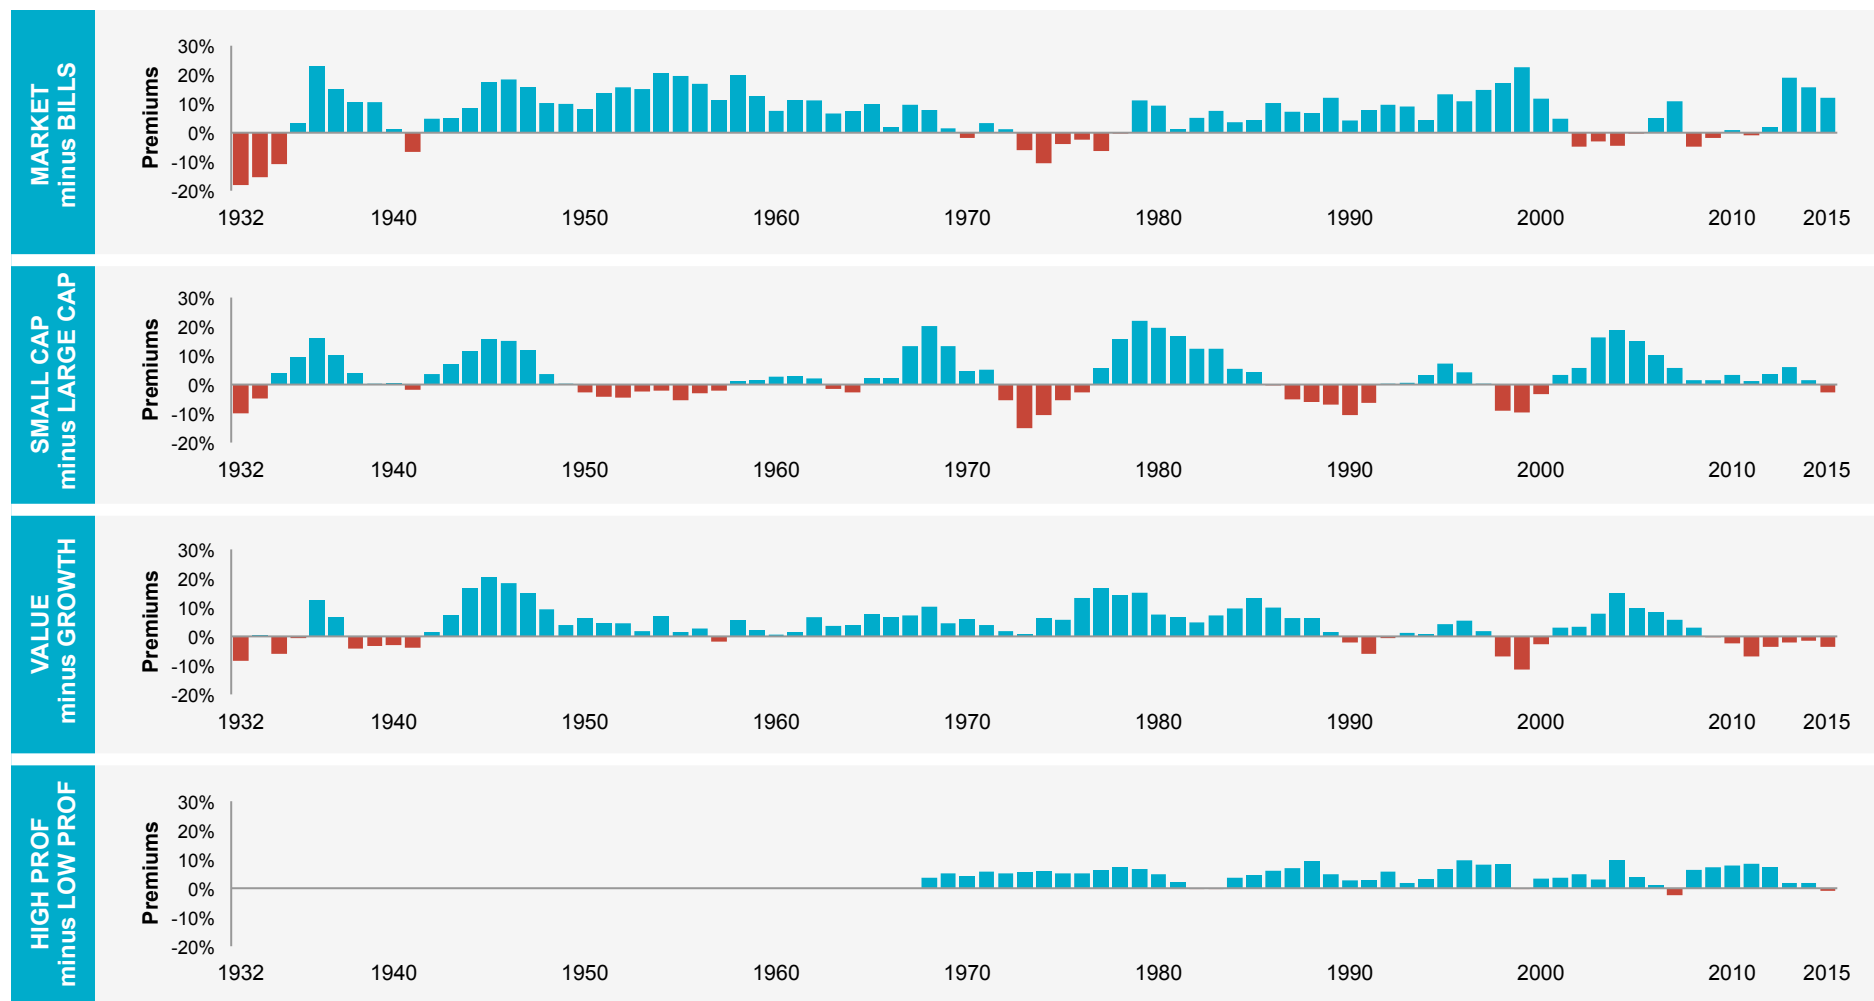 MARKET
minus BILLS
Premiums
30%
20%
10%
0%
-10%
-20%
1932 1940 1950 1960 1970 1980 1990 2000 2010 2015
SMALL CAP
minus LARGE CAP
Premiums
30%
20%
10%
0%
-10%
-20%
1932 1940 1950 1960 1970 1980 1990 2000 2010 2015
VALUE
minus GROWTH
Premiums
30%
20%
10%
0%
-10%
-20%
1932 1940 1950 1960 1970 1980 1990 2000 2010 2015
HIGH PROF
minus LOW PROF
Premiums
30%
20%
10%
0%
-10%
-20%
1932 1940 1950 1960 1970 1980 1990 2000 2010 2015